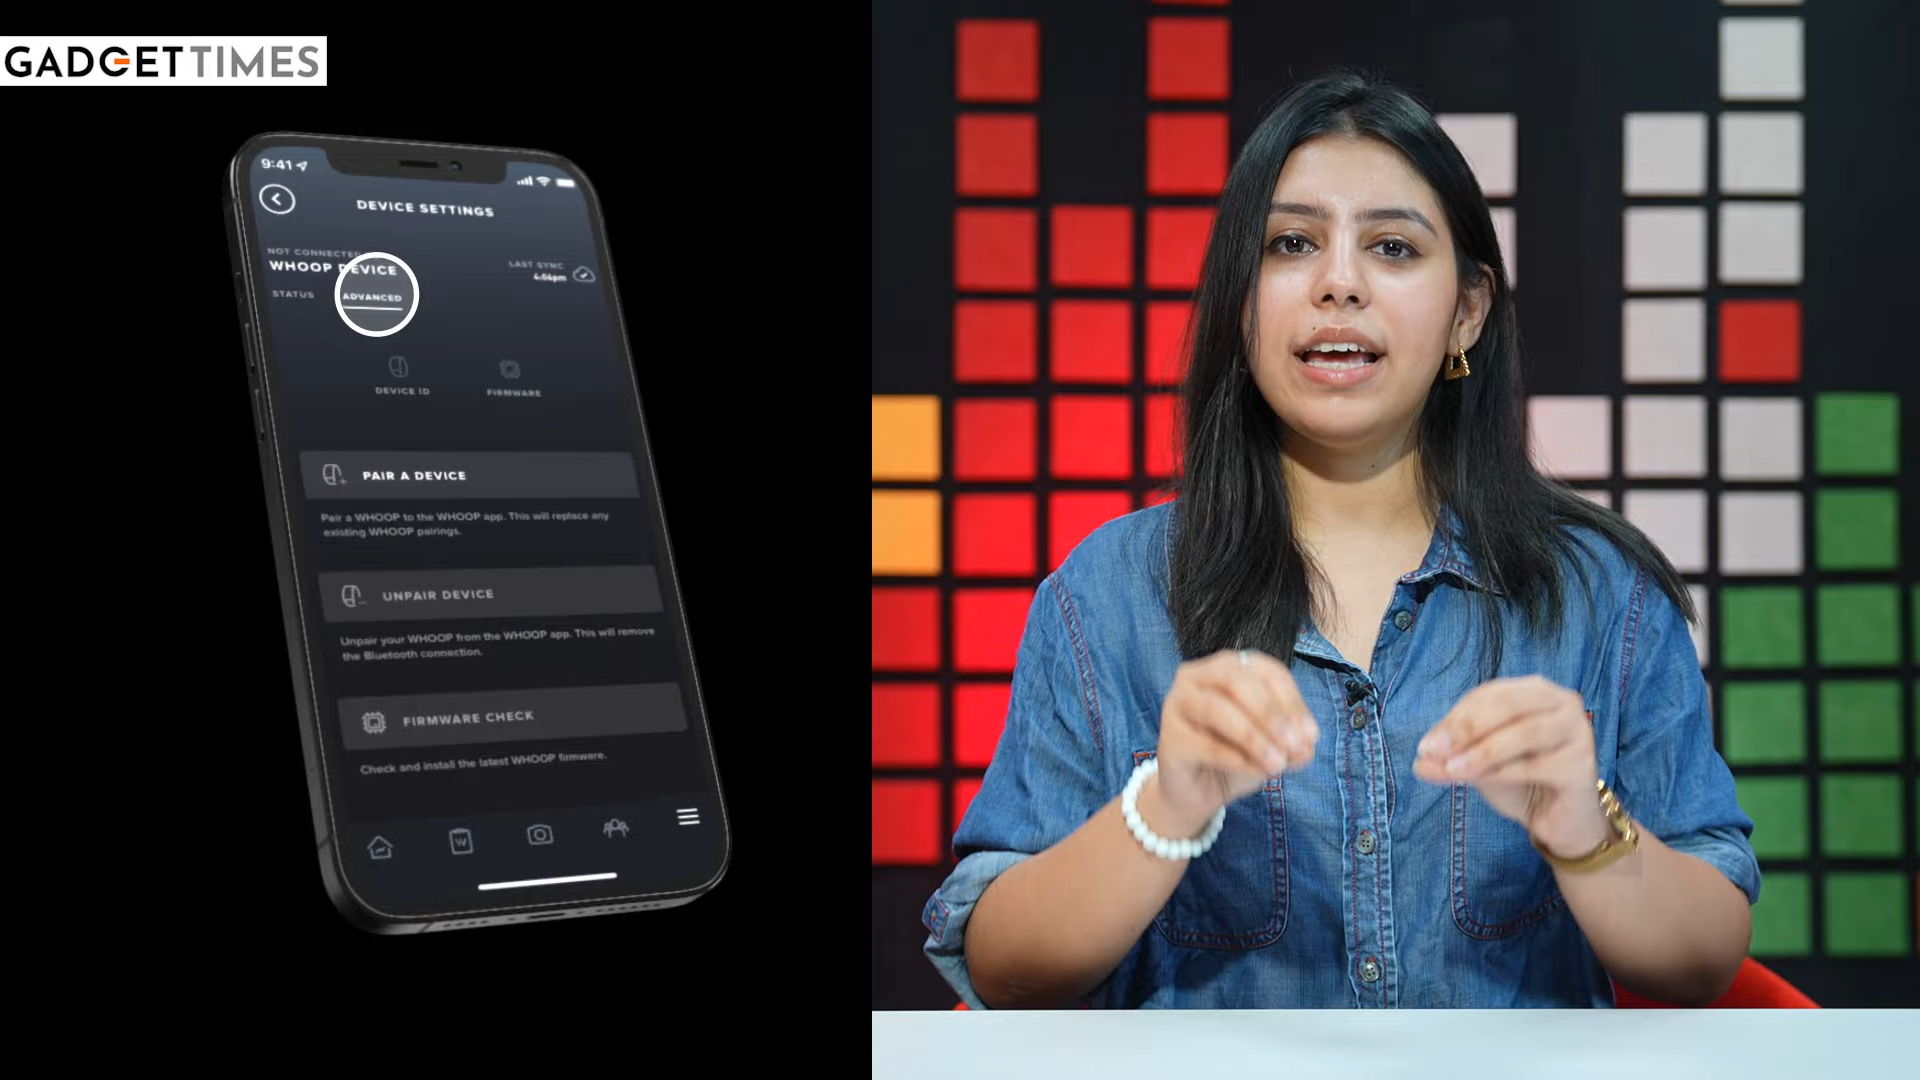 GADGETTIMES
9:41
DEVICE SETTINGS
NOT CONNECTED
WHOOP DEVICE
LAST SYNC
4:04pm
STATUS
ADVANCED
DEVICE ID
FIRMWARE
PAIR A DEVICE
Pair a WHOOP to the WHOOP app. This will replace any
existing WHOOP pairings.
UNPAIR DEVICE
Unpair your WHOOP from the WHOOP app. This will remove
the Bluetooth connection.
FIRMWARE CHECK
Check and install the latest WHOOP firmware.
W